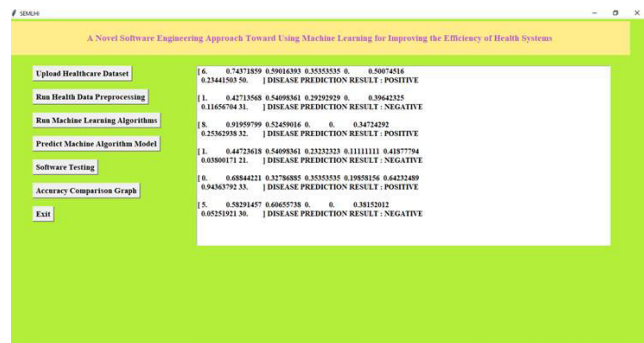 SEMLHI
A Novel Software Engineering Approach Toward Using Machine Learning for Improving the Efficiency of Health Systems
Upload Healthcare Dataset
Run Health Data Preprocessing
Run Machine Learning Algorithms
Predict Machine Algorithm Model
Software Testing
Accuracy Comparison Graph
Exit
[ 6. 0.74371859 0.59016393 0.35353535 0. 0.50074516
0.23441503 50. ] DISEASE PREDICTION RESULT : POSITIVE
[ 1. 0.42713568 0.54098361 0.29292929 0. 0.39642325
0.11656704 31. ] DISEASE PREDICTION RESULT : NEGATIVE
[ 8. 0.91959799 0.52459016 0. 0. 0.34724292
0.25362938 32. ] DISEASE PREDICTION RESULT : POSITIVE
[ 1. 0.44723618 0.54098361 0.23232323 0.11111111 0.41877794
0.03800171 21. ] DISEASE PREDICTION RESULT : NEGATIVE
[ 0. 0.68844221 0.32786885 0.35353535 0.19858156 0.64232489
0.94363792 33. ] DISEASE PREDICTION RESULT : POSITIVE
[ 5. 0.58291457 0.60655738 0. 0. 0.38152012
0.05251921 30. ] DISEASE PREDICTION RESULT : NEGATIVE